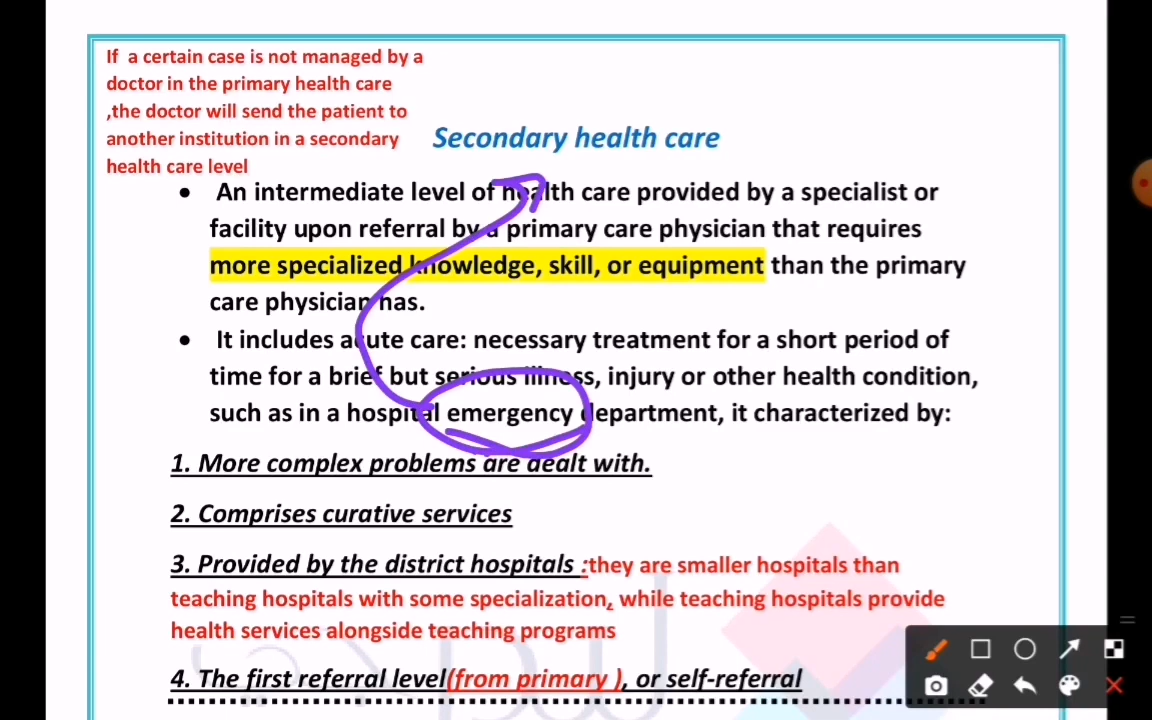 If a certain case is not managed by a
doctor in the primary health care
,the doctor will send the patient to
another institution in a secondary
health care level
Secondary health care
• An intermediate level of health care provided by a specialist or
facility upon referral by a primary care physician that requires
more specialized knowledge, skill, or equipment than the primary
care physician has.
• It includes acute care: necessary treatment for a short period of
time for a brief but serious illness, injury or other health condition,
such as in a hospital emergency department, it characterized by:
1. More complex problems are dealt with.
2. Comprises curative services
3. Provided by the district hospitals :they are smaller hospitals than
teaching hospitals with some specialization, while teaching hospitals provide
health services alongside teaching programs
4. The first referral level(from primary ), or self-referral